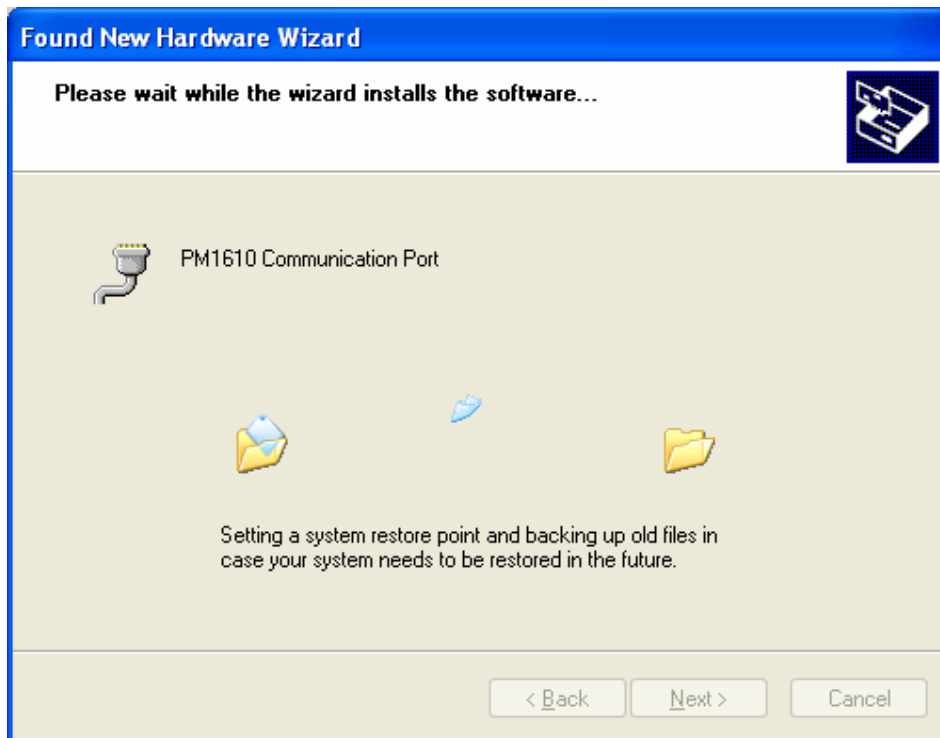 Found New Hardware Wizard
Please wait while the wizard installs the software...
PM1610 Communication Port
Setting a system restore point and backing up old files in
case your system needs to be restored in the future.
< Back
Next >
Cancel